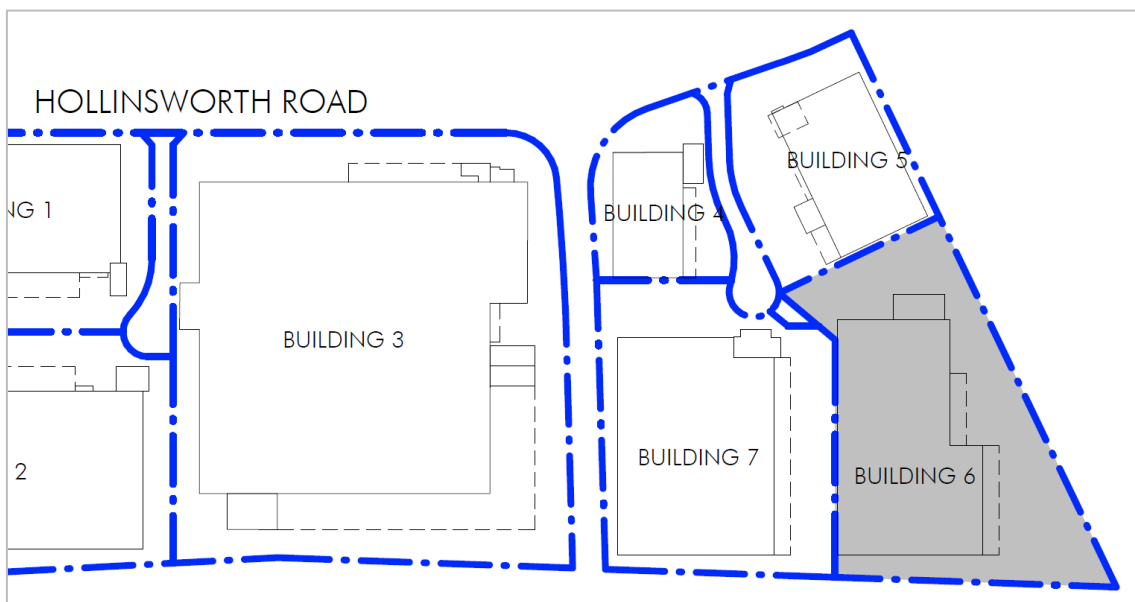 HOLLINSWORTH ROAD
BUILDING 5
NG 1
BUILDING 4
BUILDING 3
BUILDING 7
2
BUILDING 6